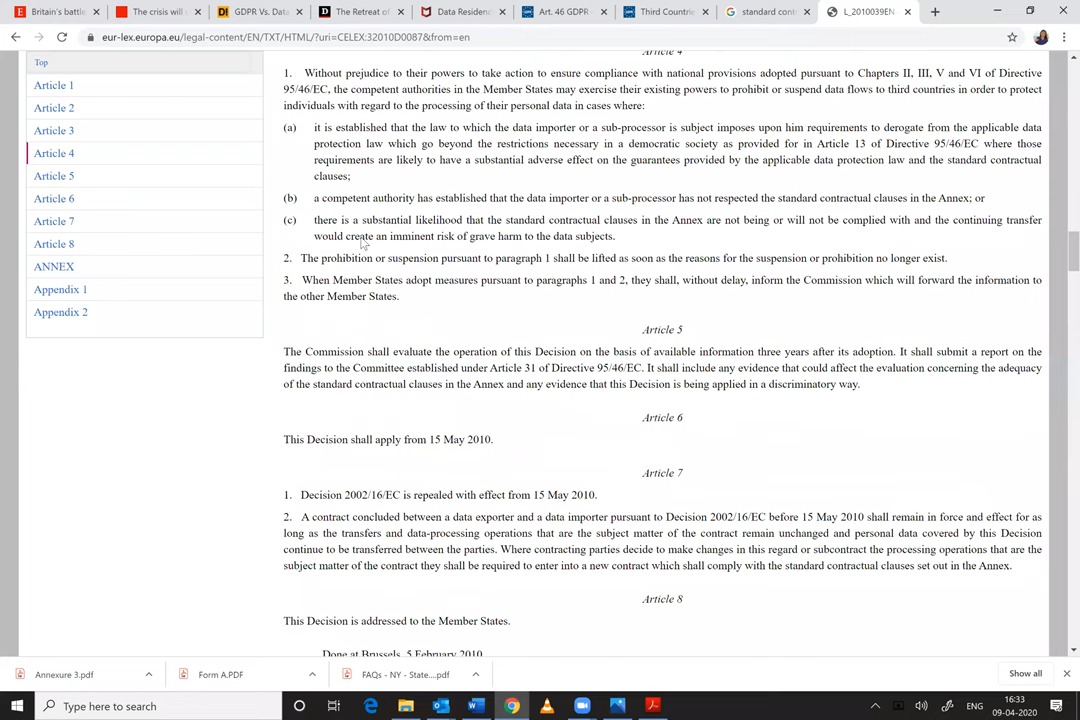 Britain's battle
The crisis will
GDPR Vs. Data
The Retreat of
Data Residenc
Art. 46 GDPR
Third Countrie
standard cont
L_2010039EN
eur-lex.europa.eu/legal-content/EN/TXT/HTML/?uri=CELEX:32010D0087&from=en
Top
Article 1
Article 2
Article 3
Article 4
Article 5
Article 6
Article 7
Article 8
ANNEX
Appendix 1
Appendix 2
Article 4
1. Without prejudice to their powers to take action to ensure compliance with national provisions adopted pursuant to Chapters II, III, V and VI of Directive
95/46/EC, the competent authorities in the Member States may exercise their existing powers to prohibit or suspend data flows to third countries in order to protect
individuals with regard to the processing of their personal data in cases where:
(a) it is established that the law to which the data importer or a sub-processor is subject imposes upon him requirements to derogate from the applicable data
protection law which go beyond the restrictions necessary in a democratic society as provided for in Article 13 of Directive 95/46/EC where those
requirements are likely to have a substantial adverse effect on the guarantees provided by the applicable data protection law and the standard contractual
clauses;
(b) a competent authority has established that the data importer or a sub-processor has not respected the standard contractual clauses in the Annex; or
(c) there is a substantial likelihood that the standard contractual clauses in the Annex are not being or will not be complied with and the continuing transfer
would create an imminent risk of grave harm to the data subjects.
2. The prohibition or suspension pursuant to paragraph 1 shall be lifted as soon as the reasons for the suspension or prohibition no longer exist.
3. When Member States adopt measures pursuant to paragraphs 1 and 2, they shall, without delay, inform the Commission which will forward the information to
the other Member States.
Article 5
The Commission shall evaluate the operation of this Decision on the basis of available information three years after its adoption. It shall submit a report on the
findings to the Committee established under Article 31 of Directive 95/46/EC. It shall include any evidence that could affect the evaluation concerning the adequacy
of the standard contractual clauses in the Annex and any evidence that this Decision is being applied in a discriminatory way.
Article 6
This Decision shall apply from 15 May 2010.
Article 7
1. Decision 2002/16/EC is repealed with effect from 15 May 2010.
2. A contract concluded between a data exporter and a data importer pursuant to Decision 2002/16/EC before 15 May 2010 shall remain in force and effect for as
long as the transfers and data-processing operations that are the subject matter of the contract remain unchanged and personal data covered by this Decision
continue to be transferred between the parties. Where contracting parties decide to make changes in this regard or subcontract the processing operations that are the
subject matter of the contract they shall be required to enter into a new contract which shall comply with the standard contractual clauses set out in the Annex.
Article 8
This Decision is addressed to the Member States.
Done at Brussels, 5 February 2010.
Annexure 3.pdf
Form A.PDF
FAQs - NY - State....pdf
Show all
Type here to search
ENG
16:33
09-04-2020